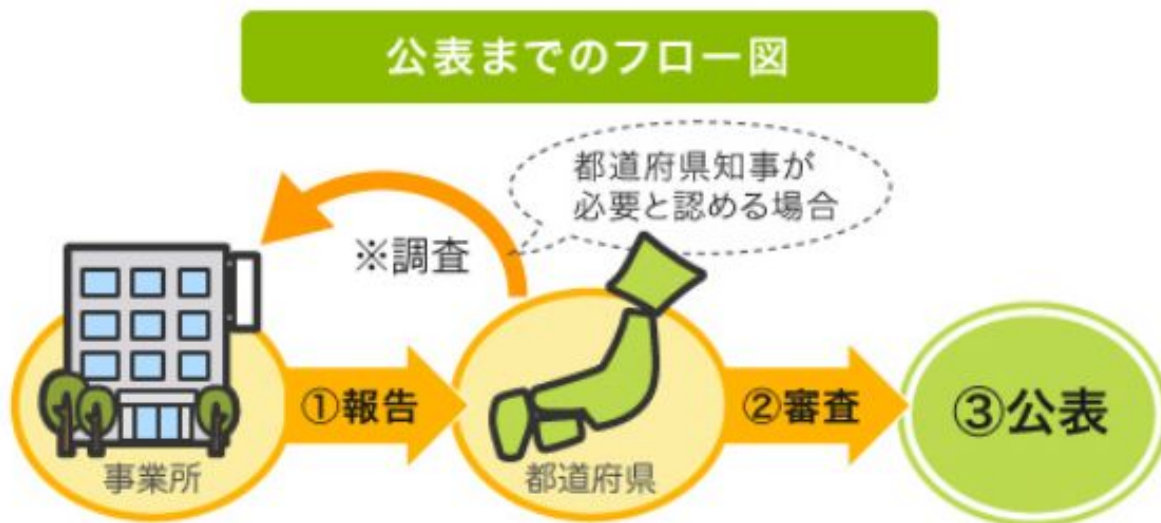 公表までのフロー図
都道府県知事が
必要と認める場合
※調査
①報告
②審査
③公表
事業所
都道府県